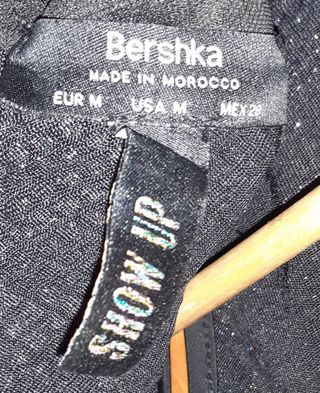 Bershka
MADE IN MOROCCO
EUR M USA M MEX 28
SHOW UP